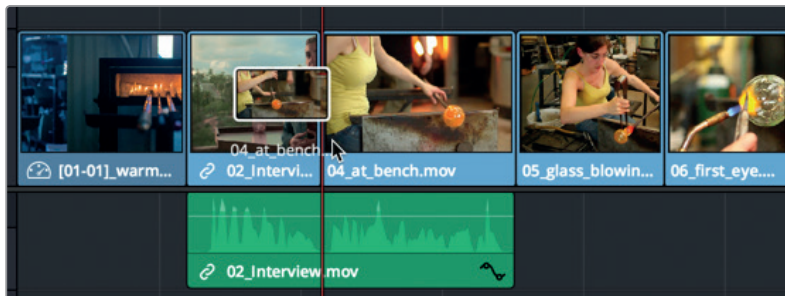 04_at_bench...
[01-01]_warm...
02_Intervi...
04_at_bench.mov
05_glass_blowin...
06_first_eye....
02_Interview.mov